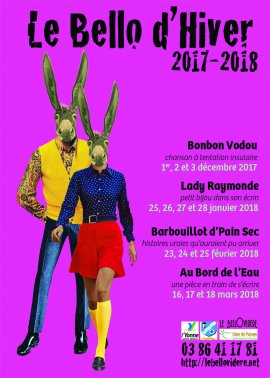 Le Bello d'Hiver
2017-2018
Bonbon Vodou
chanson à tentation insulaire
1er, 2 et 3 décembre 2017
Lady Raymonde
petit bijou dans son écrin
25, 26, 27 et 28 janvier 2018
Barbouillot d'Pain Sec
histoires vraies qu'auraient pu arriver
23, 24 et 25 février 2018
Au Bord de l'Eau
une pièce en train de s'écrire
16, 17 et 18 mars 2018
l'Yonne
LE BELLOVIDERE
03 86 41 17 81
http://lebellovidere.net